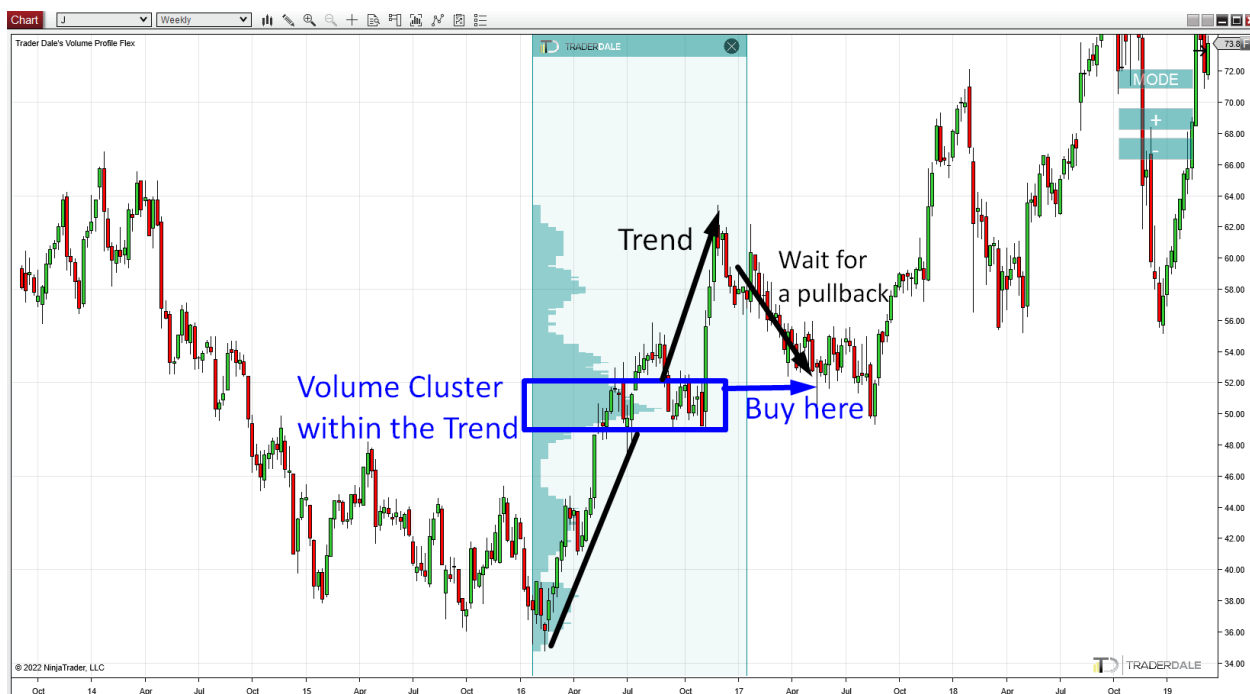 Chart
J
Weekly
Trader Dale's Volume Profile Flex
TRADERDALE
73.8
F
MODE
+
-
72.00
70.00
68.00
66.00
64.00
62.00
60.00
58.00
56.00
54.00
52.00
50.00
48.00
46.00
44.00
42.00
40.00
38.00
36.00
34.00
Trend
Wait for
a pullback
Volume Cluster
within the Trend
Buy here
© 2022 NinjaTrader, LLC
TRADERDALE
Oct 14 Apr Jul Oct 15 Apr Jul Oct 16 Apr Jul Oct 17 Apr Jul Oct 18 Apr Jul Oct 19